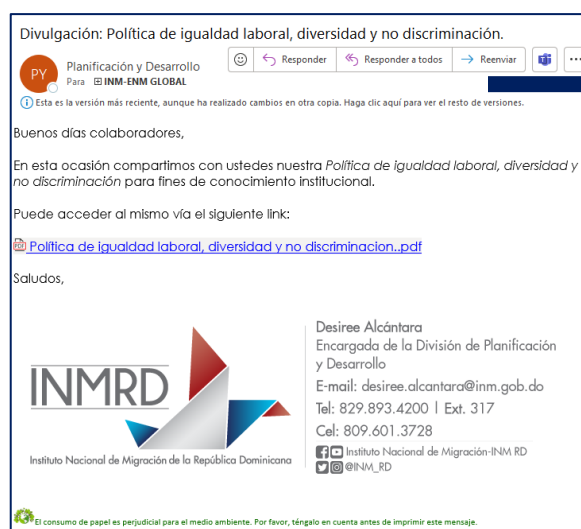 Divulgación: Política de igualdad laboral, diversidad y no discriminación.
PY
Planificación y Desarrollo
Para INM-ENM GLOBAL
Responder
Responder a todos
Reenviar
Esta es la versión más reciente, aunque ha realizado cambios en otra copia. Haga clic aquí para ver el resto de versiones.
Buenos días colaboradores,
En esta ocasión compartimos con ustedes nuestra Política de igualdad laboral, diversidad y
no discriminación para fines de conocimiento institucional.
Puede acceder al mismo vía el siguiente link:
Política de igualdad laboral, diversidad y no discriminacion..pdf
Saludos,
INMRD
Instituto Nacional de Migración de la República Dominicana
Desiree Alcántara
Encargada de la División de Planificación
y Desarrollo
E-mail: desiree.alcantara@inm.gob.do
Tel: 829.893.4200 | Ext. 317
Cel: 809.601.3728
Instituto Nacional de Migración-INM RD
@INM_RD
El consumo de papel es perjudicial para el medio ambiente. Por favor, téngalo en cuenta antes de imprimir este mensaje.